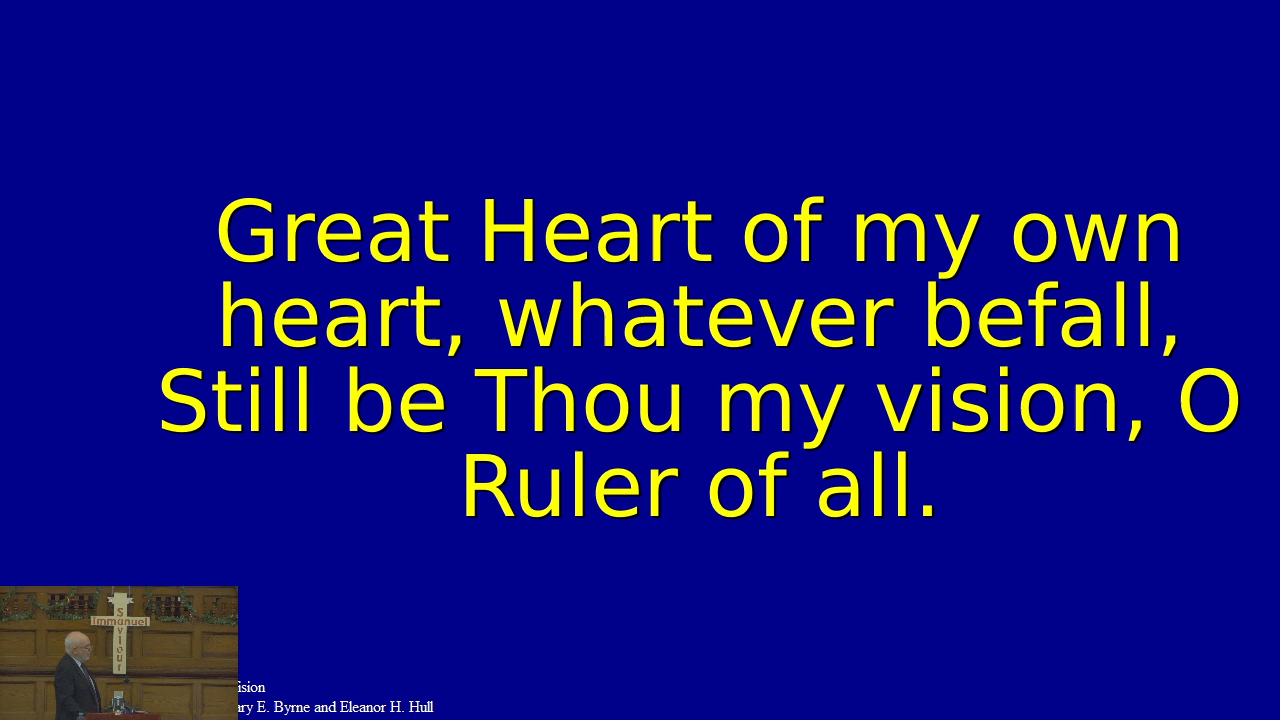 Great Heart of my own
heart, whatever befall,
Still be Thou my vision, O
Ruler of all.
Saviour
Immanuel
ision
ary E. Byrne and Eleanor H. Hull